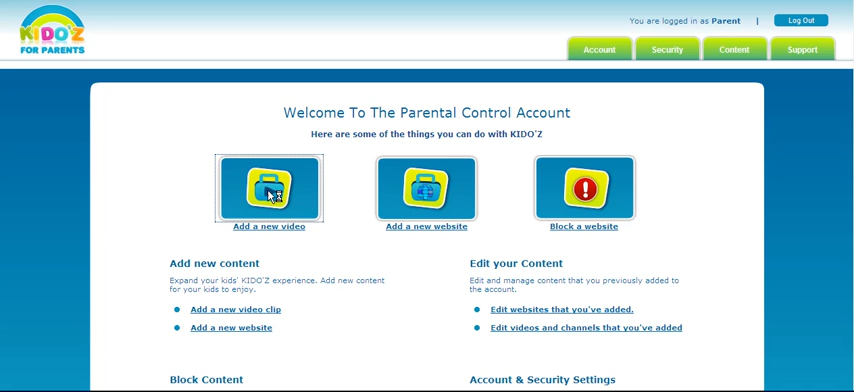 KIDO'Z
FOR PARENTS
You are logged in as Parent | Log Out
Account Security Content Support
Welcome To The Parental Control Account
Here are some of the things you can do with KIDO'Z
Add a new video Add a new website Block a website
Add new content
Expand your kids' KIDO'Z experience. Add new content
for your kids to enjoy.
Add a new video clip
Add a new website
Edit your Content
Edit and manage content that you previously added to
the account.
Edit websites that you've added.
Edit videos and channels that you've added
Block Content
Account & Security Settings